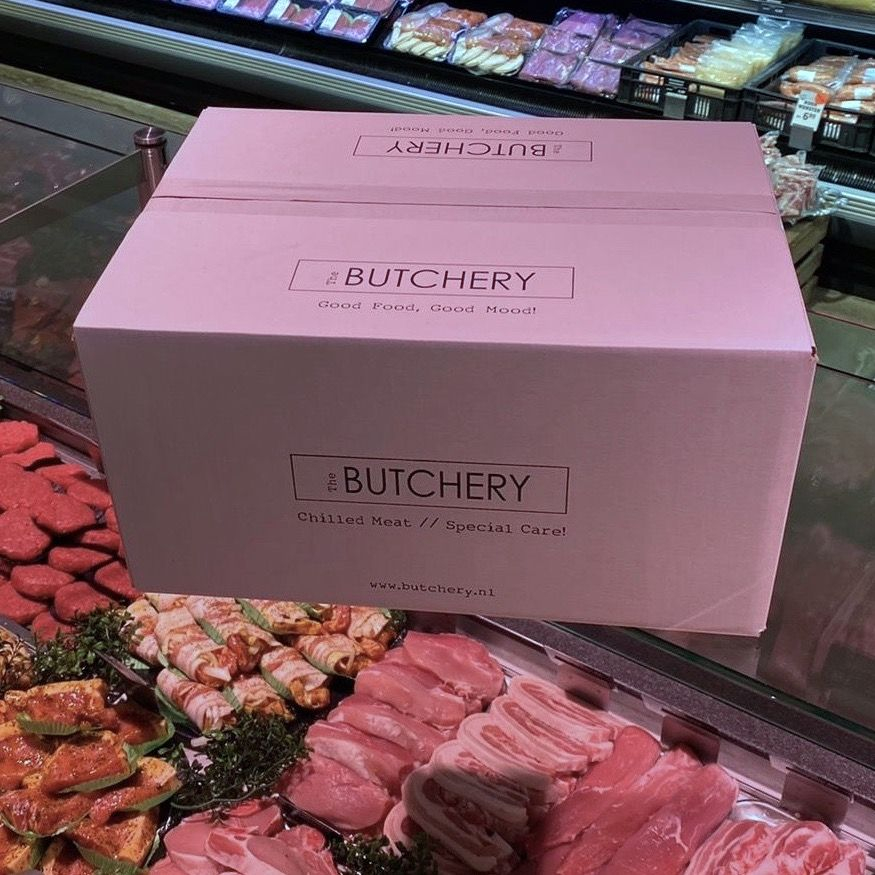 Good Food, Good Mood!
The BUTCHERY
The BUTCHERY
Good Food, Good Mood!
The BUTCHERY
Chilled Meat // Special Care!
www.butchery.nl